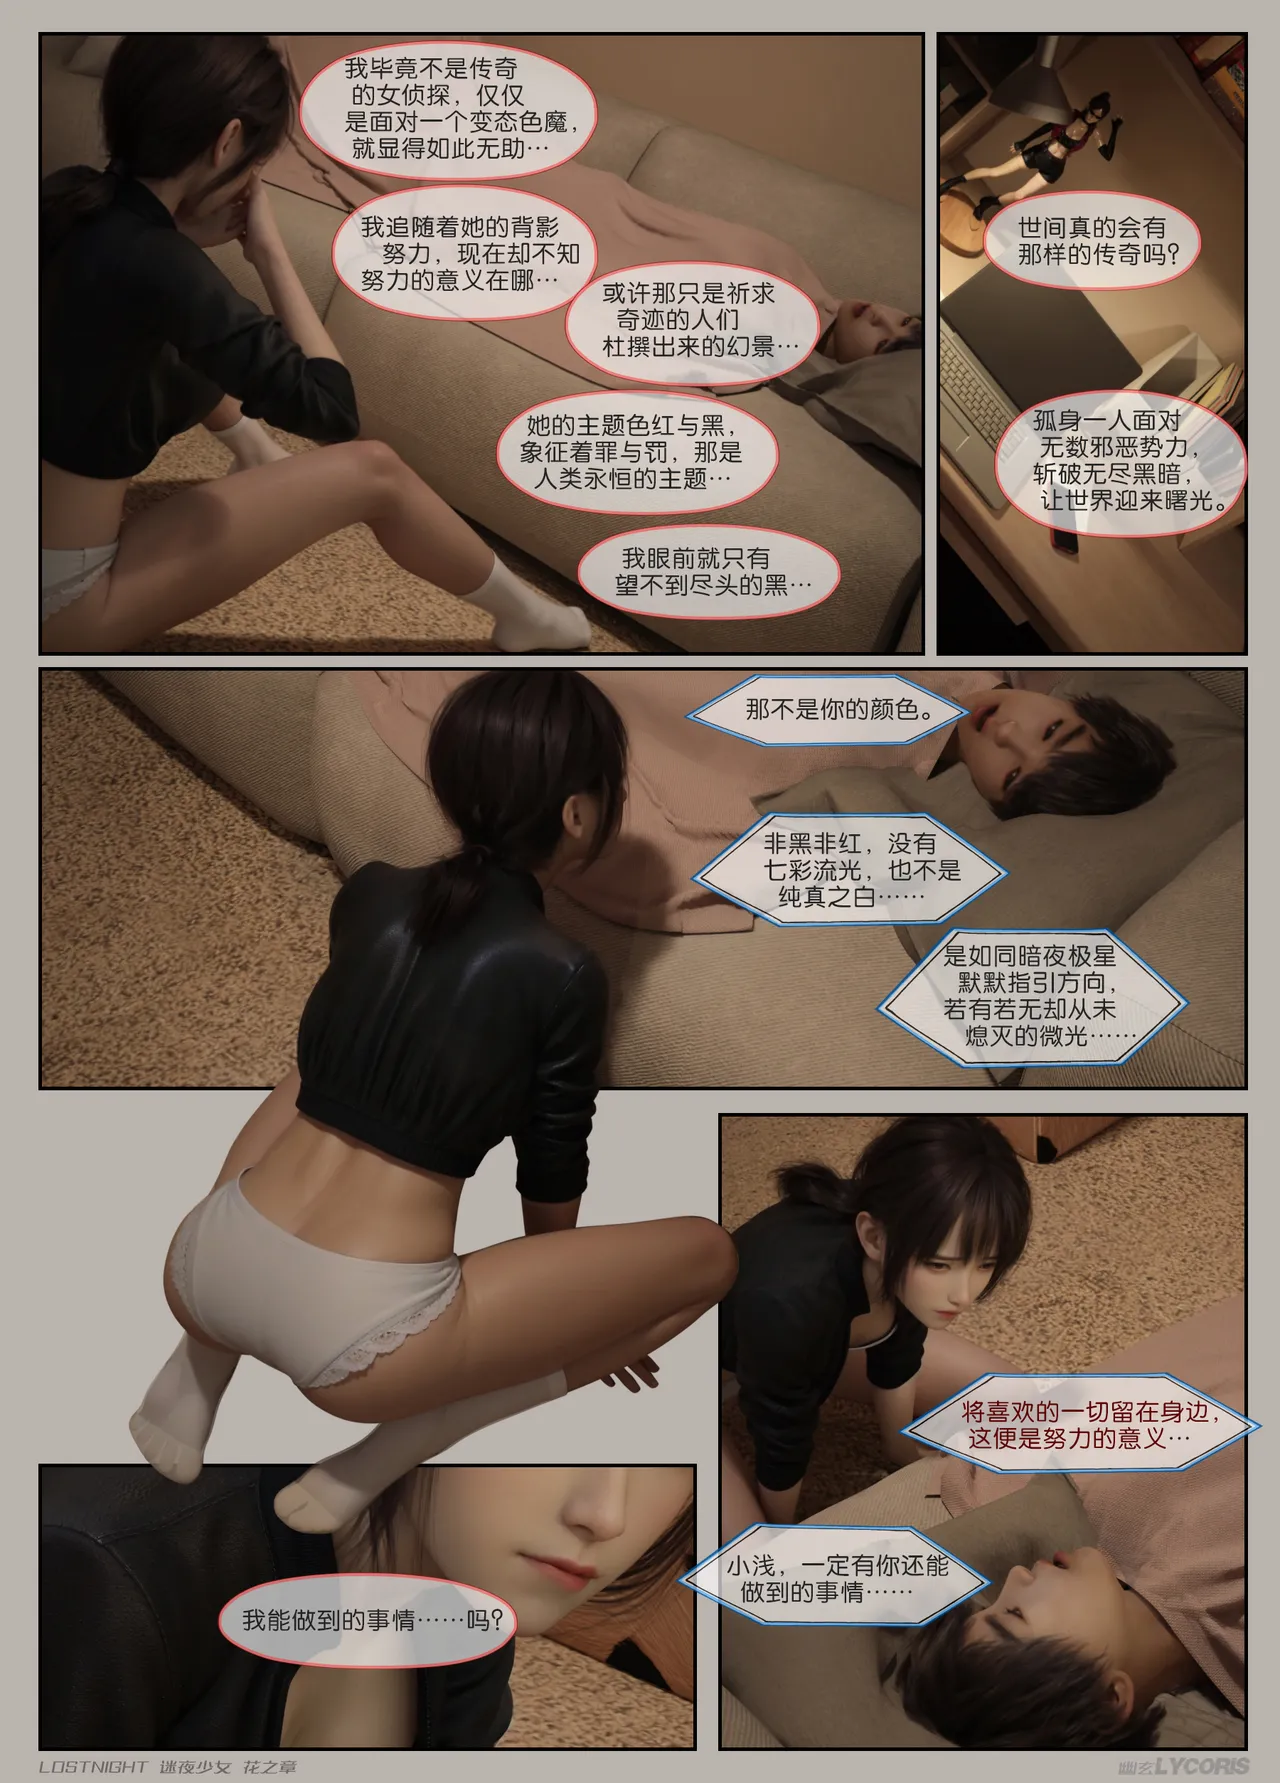 我毕竟不是传奇
的女侦探，仅仅
是面对一个变态色魔，
就显得如此无助…
我追随着她的背影
努力，现在却不知
努力的意义在哪…
或许那只是祈求
奇迹的人们
杜撰出来的幻景…
她的主题色红与黑，
象征着罪与罚，那是
人类永恒的主题…
我眼前就只有
望不到尽头的黑…
世间真的会有
那样的传奇吗？
孤身一人面对
无数邪恶势力，
斩破无尽黑暗，
让世界迎来曙光。
那不是你的颜色。
非黑非红，没有
七彩流光，也不是
纯真之白……
是如同暗夜极星
默默指引方向，
若有若无却从未
熄灭的微光……
将喜欢的一切留在身边，
这便是努力的意义…
小浅，一定有你还能
做到的事情……
我能做到的事情……吗？
LOSTNIGHT 迷夜少女 花之章
幽玄LYCORIS